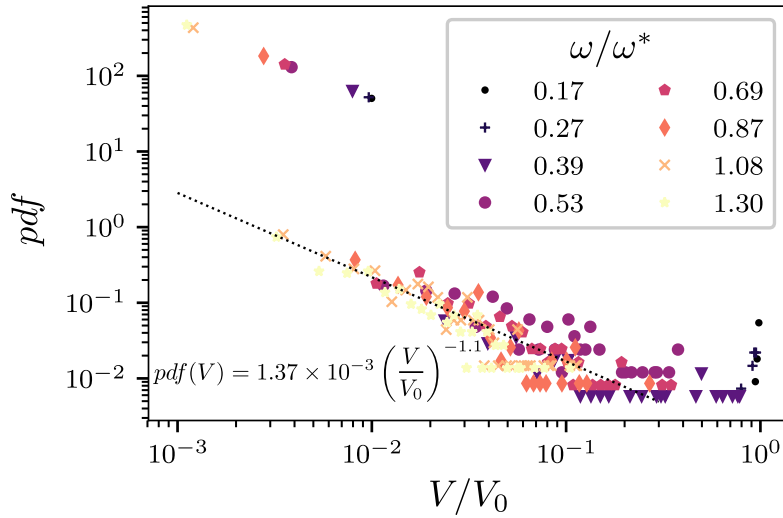 ω/ω*
0.17 0.69
0.27 0.87
0.39 1.08
0.53 1.30
pdf
10²
10¹
10⁰
10⁻¹
10⁻²
pdf(V) = 1.37 × 10⁻³ (V/V₀)^−1.1
10⁻³ 10⁻² 10⁻¹ 10⁰
V/V₀